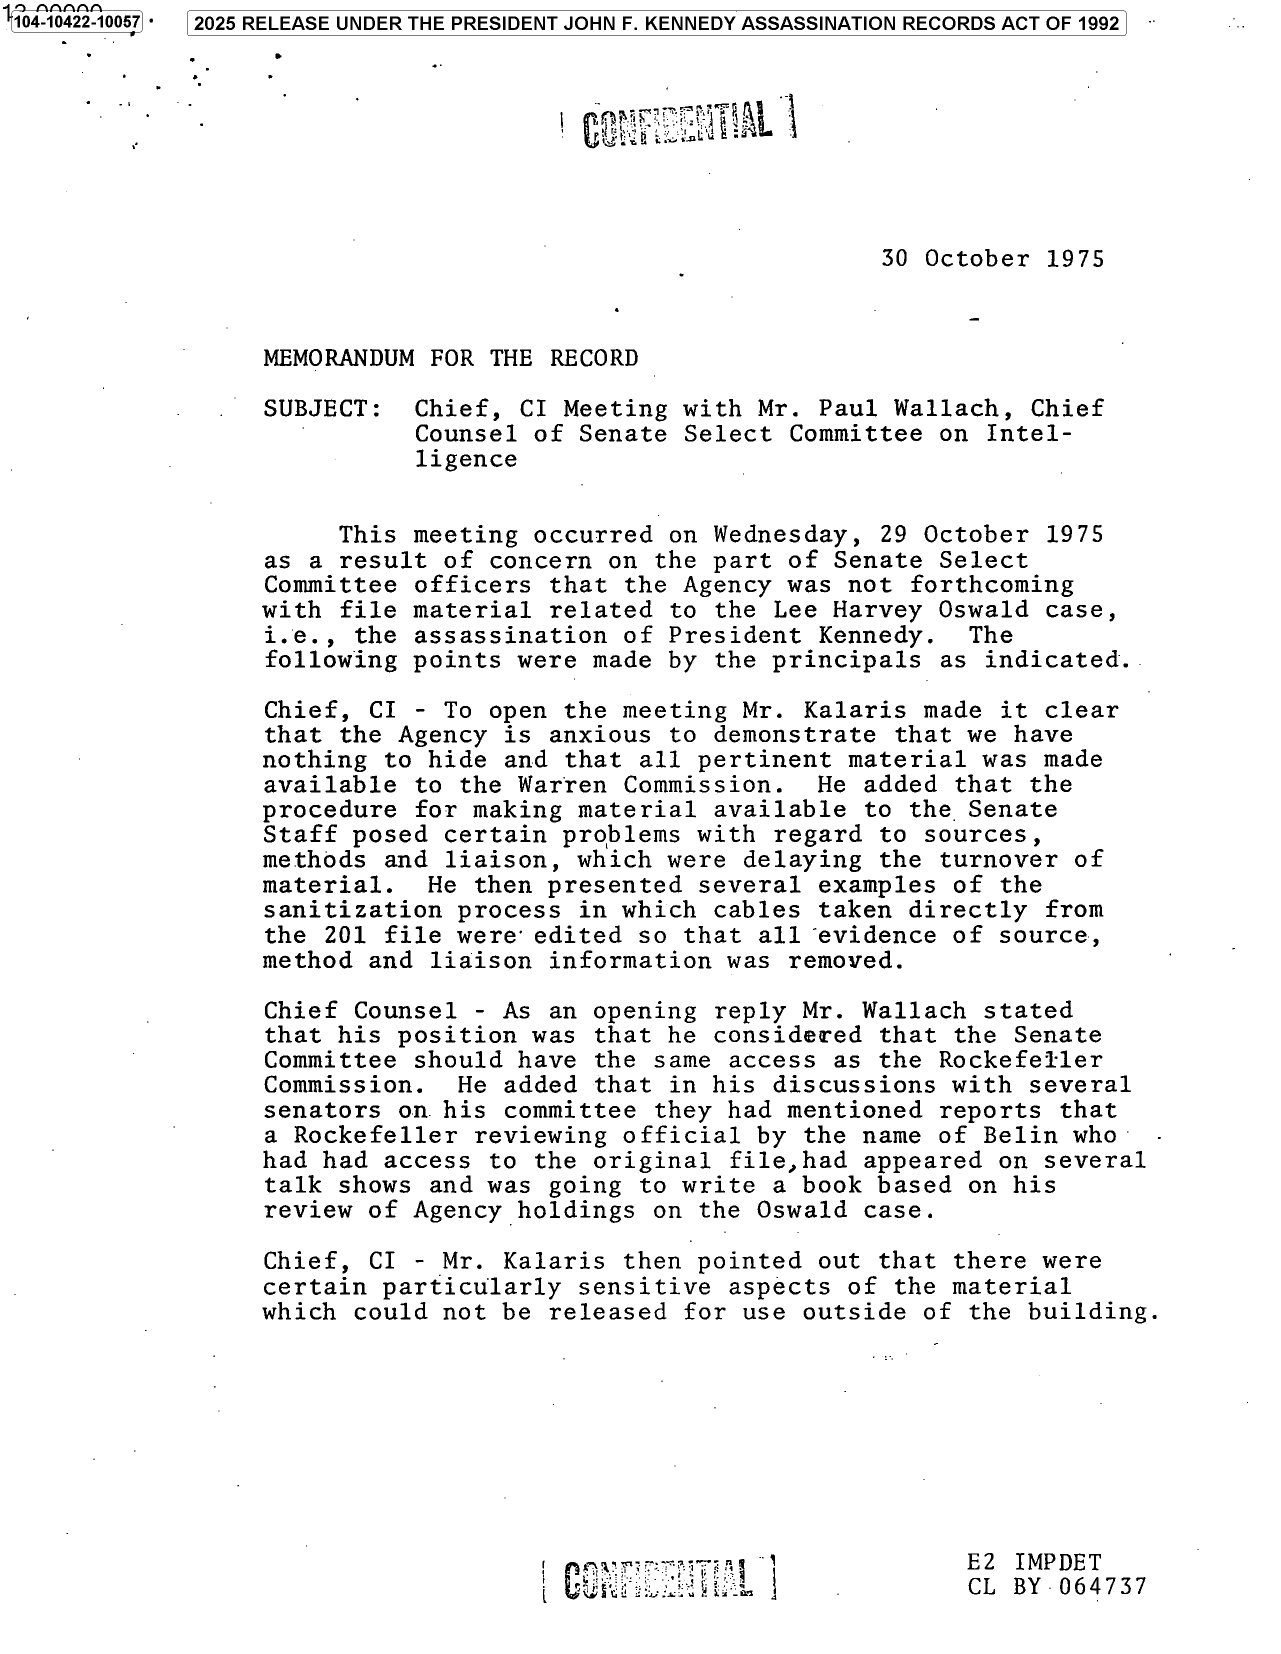 104-10422-10057
2025 RELEASE UNDER THE PRESIDENT JOHN F. KENNEDY ASSASSINATION RECORDS ACT OF 1992
CONFIDENTIAL
30 October 1975
MEMORANDUM FOR THE RECORD
SUBJECT: Chief, CI Meeting with Mr. Paul Wallach, Chief
Counsel of Senate Select Committee on Intel-
ligence
This meeting occurred on Wednesday, 29 October 1975
as a result of concern on the part of Senate Select
Committee officers that the Agency was not forthcoming
with file material related to the Lee Harvey Oswald case,
i.e., the assassination of President Kennedy. The
following points were made by the principals as indicated.
Chief, CI - To open the meeting Mr. Kalaris made it clear
that the Agency is anxious to demonstrate that we have
nothing to hide and that all pertinent material was made
available to the Warren Commission. He added that the
procedure for making material available to the Senate
Staff posed certain problems with regard to sources,
methods and liaison, which were delaying the turnover of
material. He then presented several examples of the
sanitization process in which cables taken directly from
the 201 file were edited so that all evidence of source,
method and liaison information was removed.
Chief Counsel - As an opening reply Mr. Wallach stated
that his position was that he considered that the Senate
Committee should have the same access as the Rockefeller
Commission. He added that in his discussions with several
senators on his committee they had mentioned reports that
a Rockefeller reviewing official by the name of Belin who
had had access to the original file, had appeared on several
talk shows and was going to write a book based on his
review of Agency holdings on the Oswald case.
Chief, CI - Mr. Kalaris then pointed out that there were
certain particularly sensitive aspects of the material
which could not be released for use outside of the building.
CONFIDENTIAL
E2 IMPDET
CL BY 064737